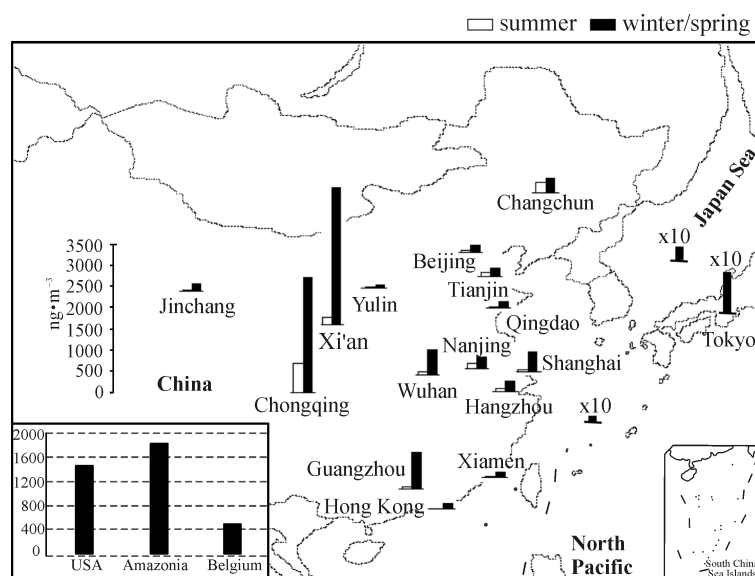 summer winter/spring
Japan Sea
Changchun
x10
x10
Beijing
Tianjin
3500
3000
2500
2000
1500
1000
500
0
ng•m⁻³
Jinchang
Yulin
Qingdao
Xi'an
Tokyo
Nanjing
Shanghai
China
Wuhan
Chongqing
Hangzhou
x10
2000
1600
1200
800
400
0
USA Amazonia Belgium
Guangzhou
Xiamen
Hong Kong
North
Pacific
South China
Sea Islands